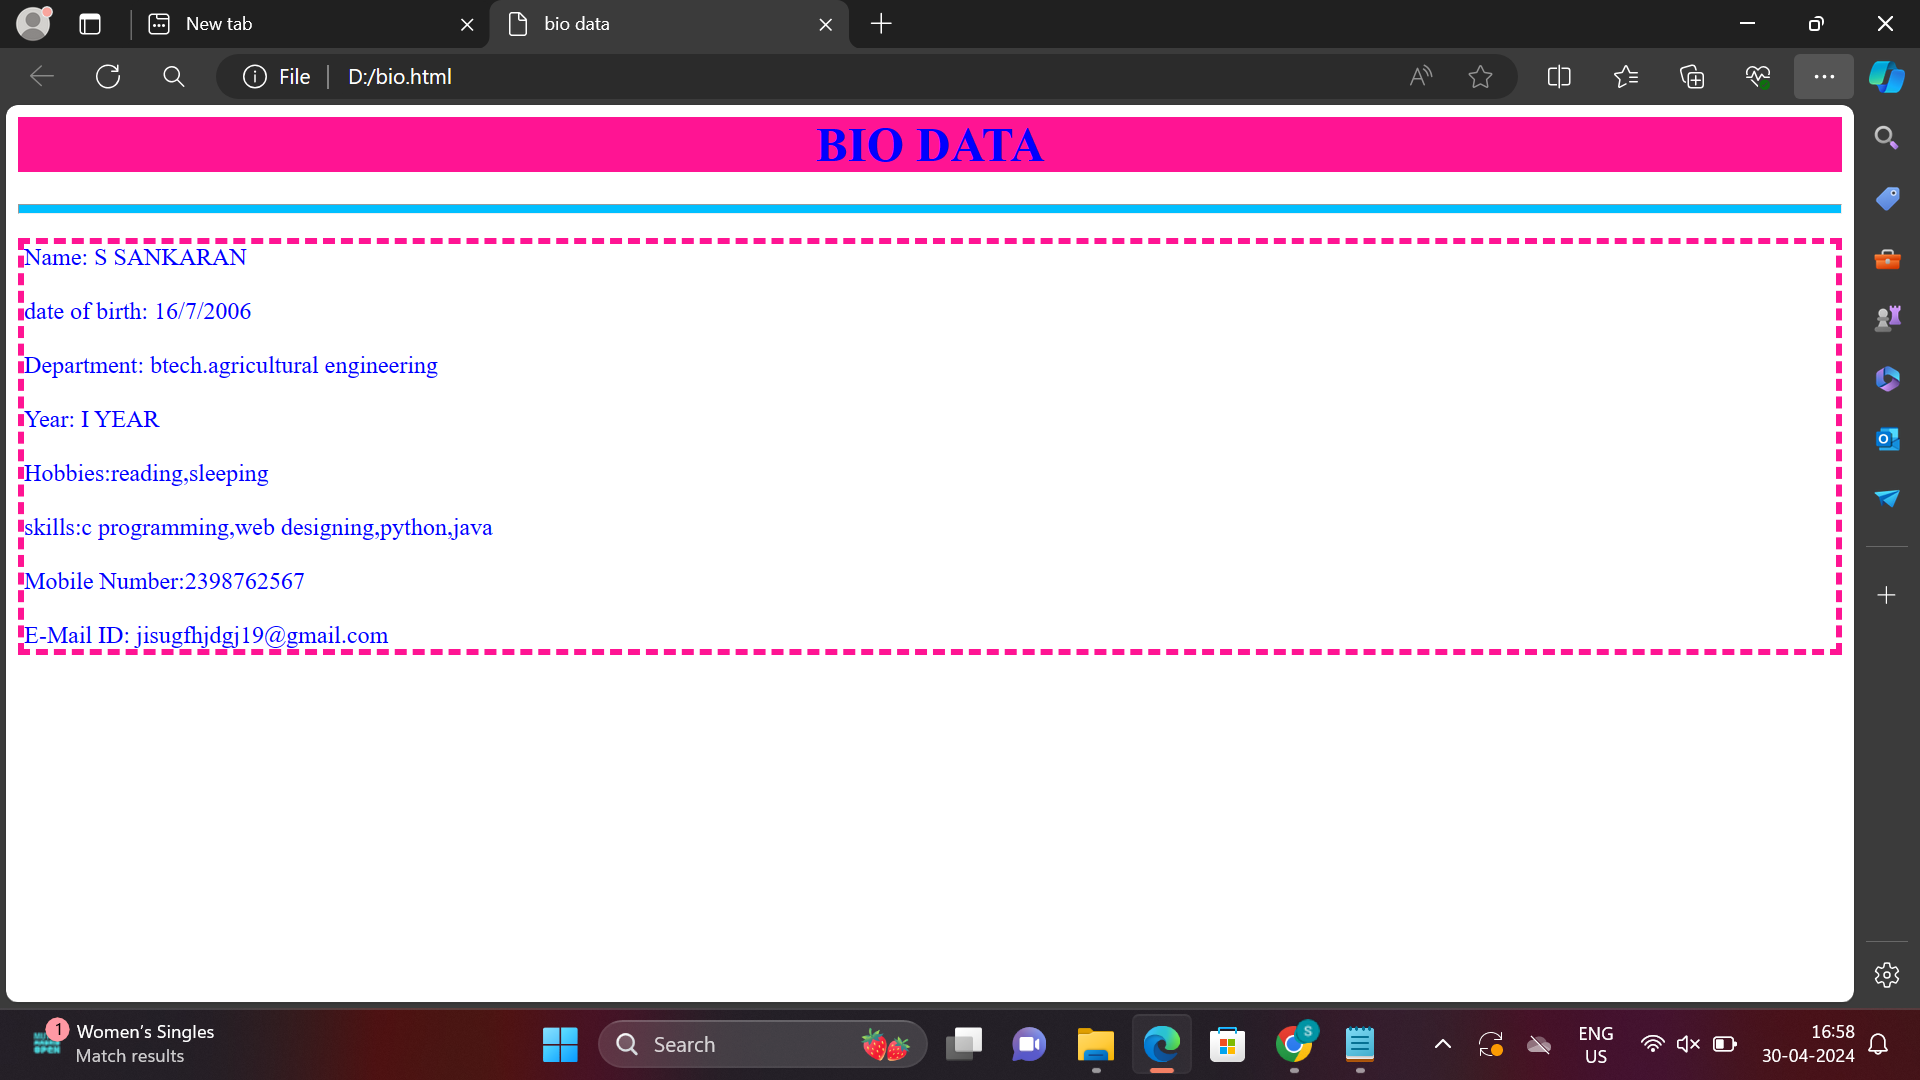 New tab
bio data
File
D:/bio.html
BIO DATA
Name: S SANKARAN
date of birth: 16/7/2006
Department: btech.agricultural engineering
Year: I YEAR
Hobbies:reading,sleeping
skills:c programming,web designing,python,java
Mobile Number:2398762567
E-Mail ID: jisugfhjdgj19@gmail.com
1
Women's Singles
Match results
Search
S
ENG
US
16:58
30-04-2024